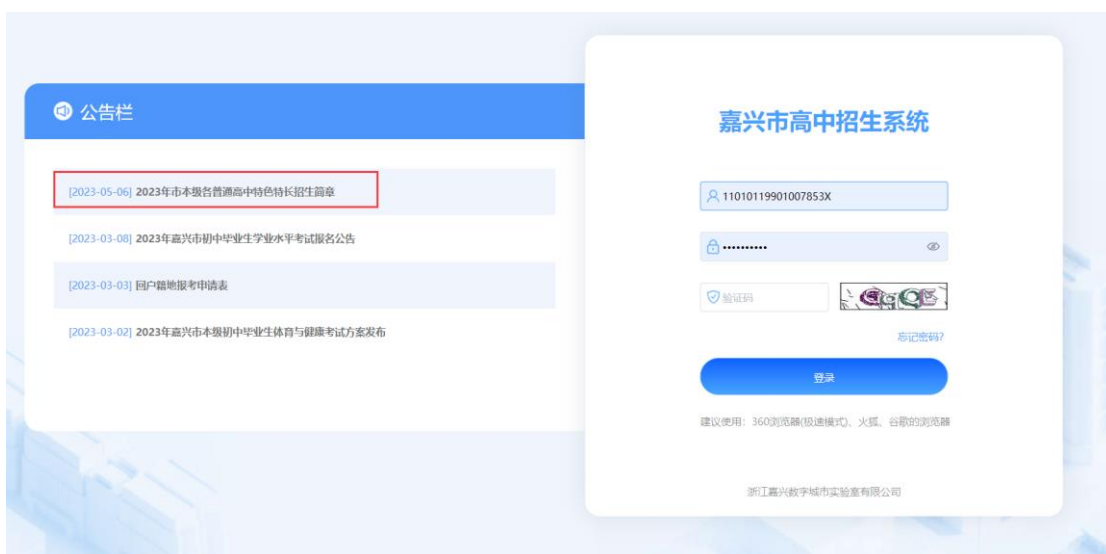 公告栏
[2023-05-06] 2023年市本级各普通高中特色特长招生简章
[2023-03-08] 2023年嘉兴市初中毕业生学业水平考试报名公告
[2023-03-03] 回户籍地报考申请表
[2023-03-02] 2023年嘉兴市本级初中毕业生体育与健康考试方案发布
嘉兴市高中招生系统
11010119901007853X
••••••••••
验证码
忘记密码?
登录
建议使用：360浏览器(极速模式)、火狐、谷歌的浏览器
浙江嘉兴数字城市实验室有限公司